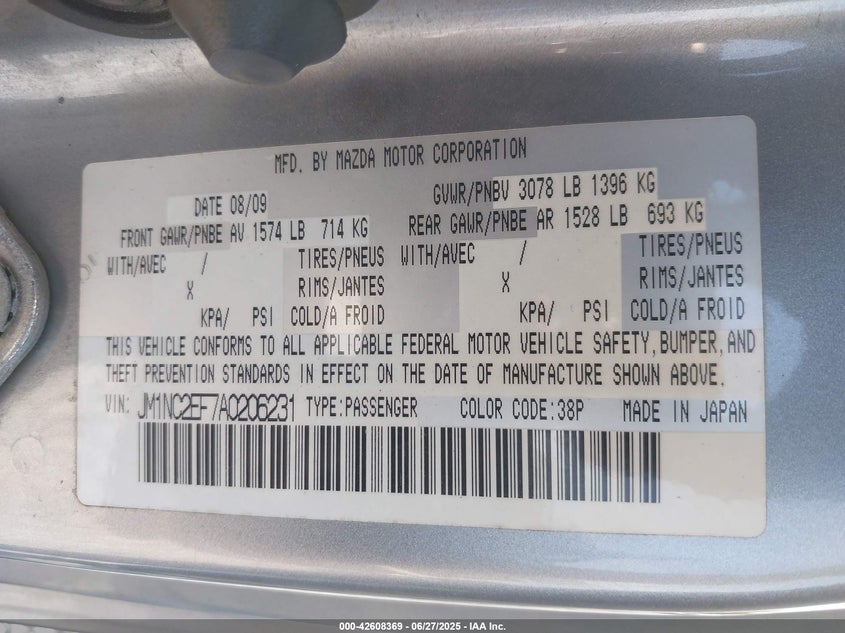 MFD. BY MAZDA MOTOR CORPORATION
DATE 08/09 GVWR/PNBV 3078 LB 1396 KG
FRONT GAWR/PNBE AV 1574 LB 714 KG REAR GAWR/PNBE AR 1528 LB 693 KG
WITH/AVEC / TIRES/PNEUS WITH/AVEC / TIRES/PNEUS
X RIMS/JANTES X RIMS/JANTES
KPA/ PSI COLD/A FROID KPA/ PSI COLD/A FROID
THIS VEHICLE CONFORMS TO ALL APPLICABLE FEDERAL MOTOR VEHICLE SAFETY, BUMPER, AND
THEFT PREVENTION STANDARDS IN EFFECT ON THE DATE OF MANUFACTURE SHOWN ABOVE.
VIN: JM1NC2EF7A0206231 TYPE:PASSENGER COLOR CODE:38P MADE IN JAPAN
000-42608369 - 06/27/2025 - IAA Inc.